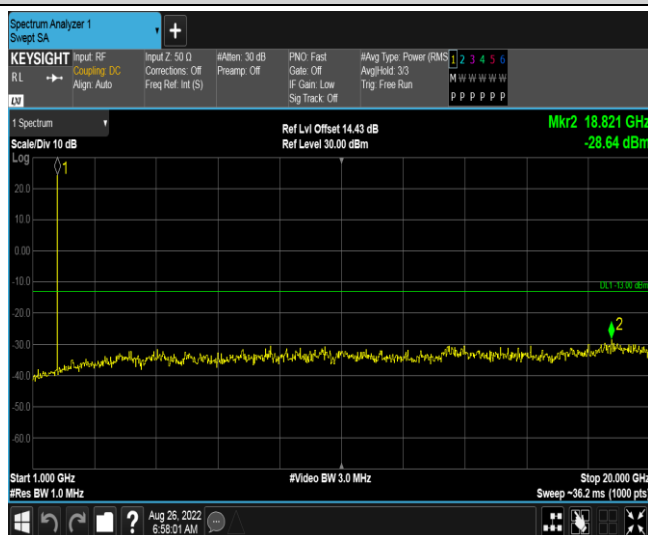 Spectrum Analyzer 1
Swept SA
+
KEYSIGHT
RL
LXI
Input: RF
Coupling: DC
Align: Auto
Input Z: 50 Ω
Corrections: Off
Freq Ref: Int (S)
#Atten: 30 dB
Preamp: Off
PNO: Fast
Gate: Off
IF Gain: Low
Sig Track: Off
#Avg Type: Power (RMS
Avg|Hold: 3/3
Trig: Free Run
1 2 3 4 5 6
M W W W W W
P P P P P P
1 Spectrum
Scale/Div 10 dB
Log
Ref Lvl Offset 14.43 dB
Ref Level 30.00 dBm
Mkr2 18.821 GHz
-28.64 dBm
1
20.0
10.0
0.00
-10.0
DL1 -13.00 dBm
2
-20.0
-30.0
-40.0
-50.0
-60.0
Start 1.000 GHz
#Res BW 1.0 MHz
#Video BW 3.0 MHz
Stop 20.000 GHz
Sweep ~36.2 ms (1000 pts)
?
Aug 26, 2022
6:58:01 AM